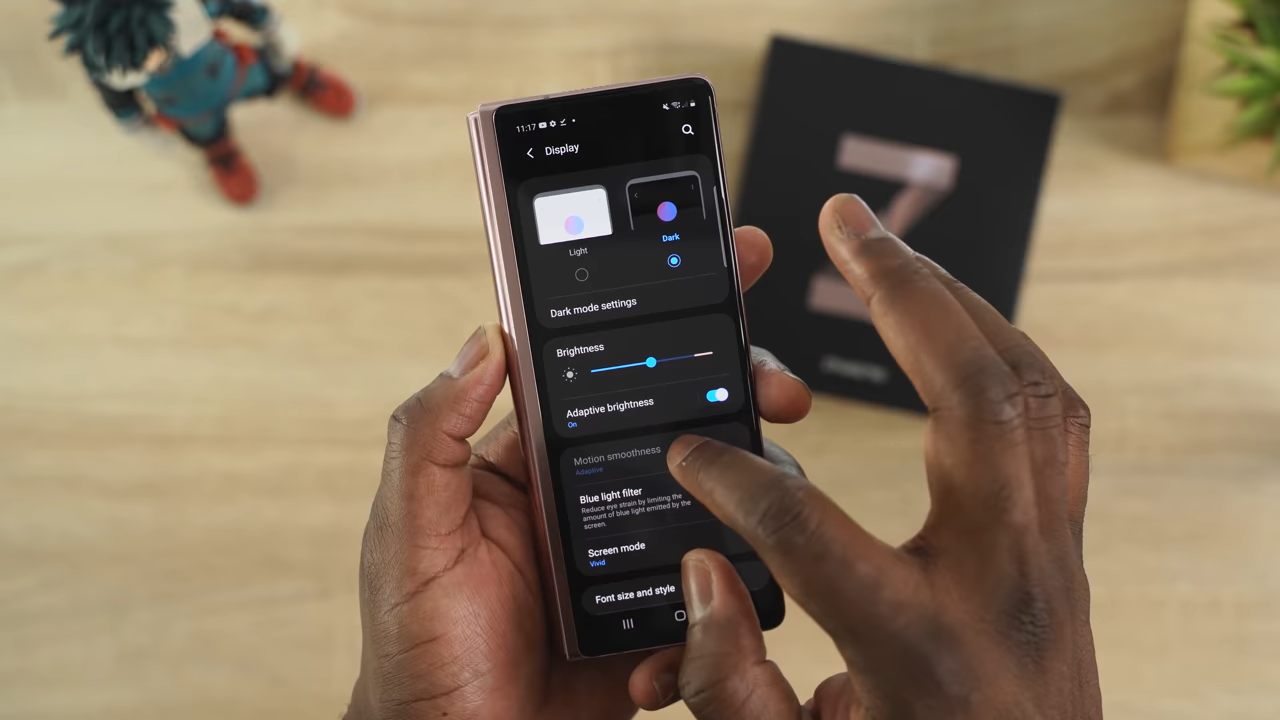 11:17
Display
Light
Dark
Dark mode settings
Brightness
Adaptive brightness
On
Motion smoothness
Adaptive
Blue light filter
Reduce eye strain by limiting the
amount of blue light emitted by the
screen.
Screen mode
Vivid
Font size and style
Z